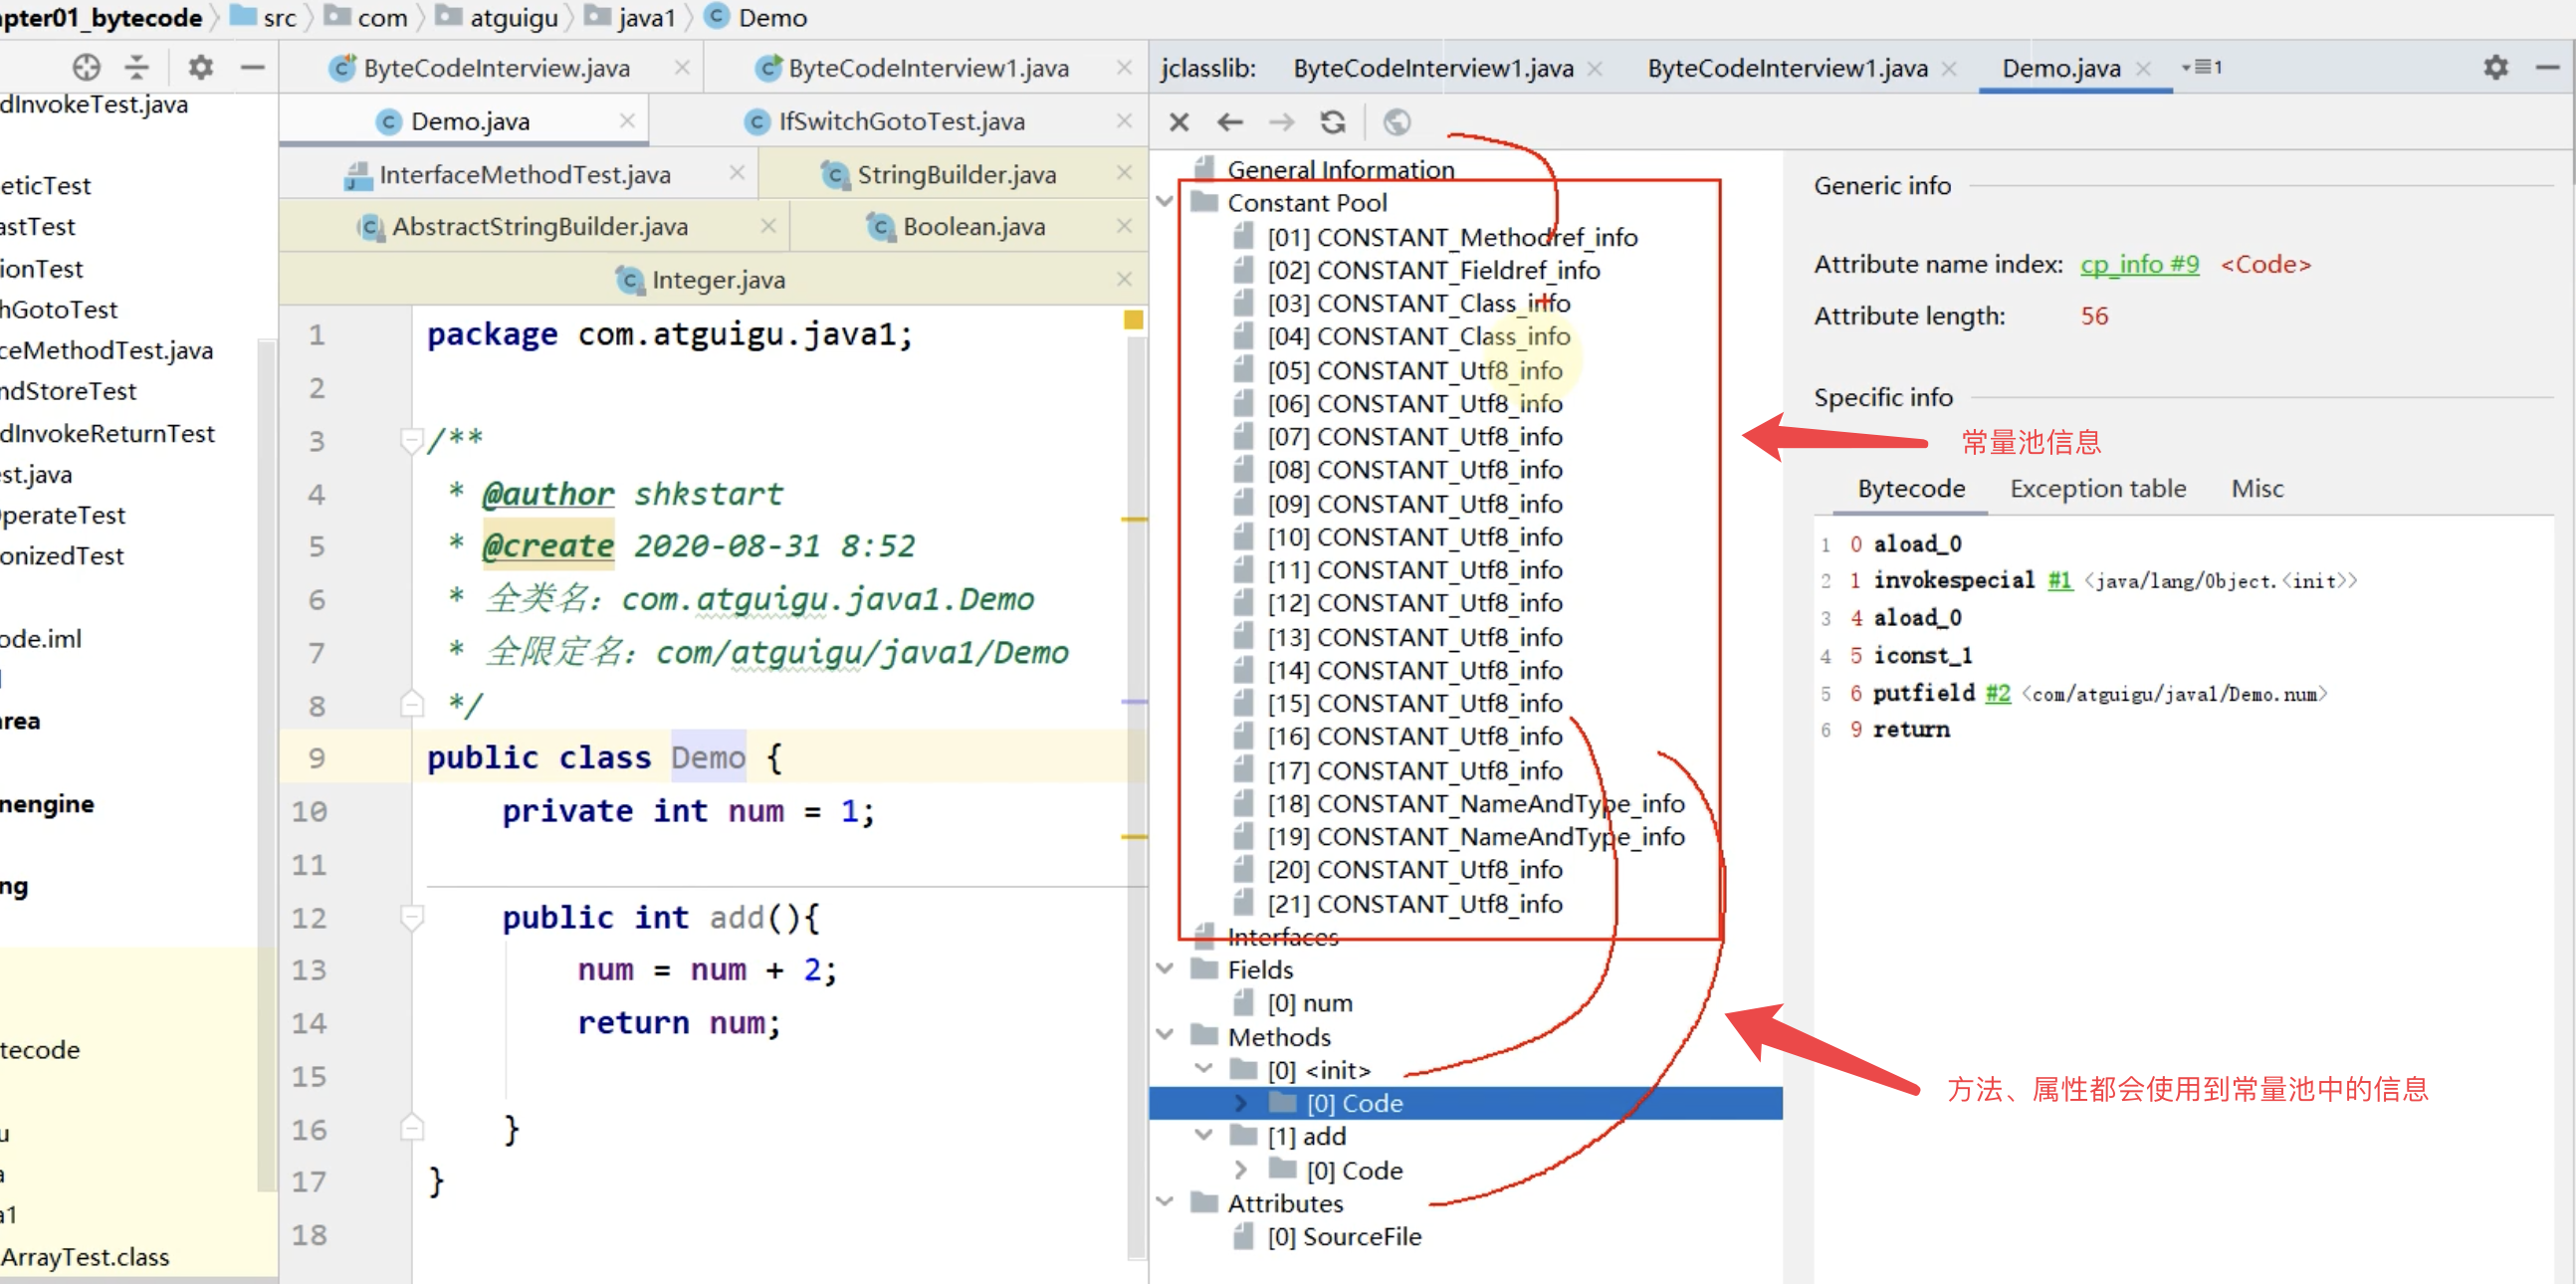 pter01_bytecode
src
com
atguigu
java1
Demo
dInvokeTest.java
eticTest
astTest
ionTest
hGotoTest
ceMethodTest.java
ndStoreTest
dInvokeReturnTest
est.java
perateTest
onizedTest
ode.iml
area
nengine
ng
tecode
u
a
a1
ArrayTest.class
ByteCodeInterview.java
ByteCodeInterview1.java
Demo.java
IfSwitchGotoTest.java
InterfaceMethodTest.java
StringBuilder.java
AbstractStringBuilder.java
Boolean.java
Integer.java
1 package com.atguigu.java1;
2
3 /**
4 * @author shkstart
5 * @create 2020-08-31 8:52
6 * 全类名：com.atguigu.java1.Demo
7 * 全限定名：com/atguigu/java1/Demo
8 */
9 public class Demo {
10 private int num = 1;
11
12 public int add(){
13 num = num + 2;
14 return num;
15
16 }
17 }
18
jclasslib:
ByteCodeInterview1.java
ByteCodeInterview1.java
Demo.java
1
General Information
Constant Pool
[01] CONSTANT_Methodref_info
[02] CONSTANT_Fieldref_info
[03] CONSTANT_Class_info
[04] CONSTANT_Class_info
[05] CONSTANT_Utf8_info
[06] CONSTANT_Utf8_info
[07] CONSTANT_Utf8_info
[08] CONSTANT_Utf8_info
[09] CONSTANT_Utf8_info
[10] CONSTANT_Utf8_info
[11] CONSTANT_Utf8_info
[12] CONSTANT_Utf8_info
[13] CONSTANT_Utf8_info
[14] CONSTANT_Utf8_info
[15] CONSTANT_Utf8_info
[16] CONSTANT_Utf8_info
[17] CONSTANT_Utf8_info
[18] CONSTANT_NameAndType_info
[19] CONSTANT_NameAndType_info
[20] CONSTANT_Utf8_info
[21] CONSTANT_Utf8_info
Interfaces
Fields
[0] num
Methods
[0] <init>
[0] Code
[1] add
[0] Code
Attributes
[0] SourceFile
Generic info
Attribute name index: cp_info #9 <Code>
Attribute length: 56
Specific info
常量池信息
Bytecode Exception table Misc
1 0 aload_0
2 1 invokespecial #1 <java/lang/Object.<init>>
3 4 aload_0
4 5 iconst_1
5 6 putfield #2 <com/atguigu/java1/Demo.num>
6 9 return
方法、属性都会使用到常量池中的信息